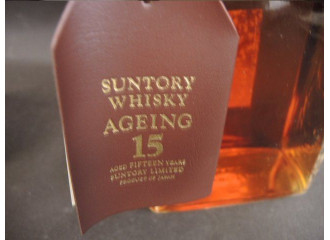 SUNTORY
WHISKY
AGEING
15
AGED FIFTEEN YEARS
SUNTORY LIMITED
PRODUCT OF JAPAN